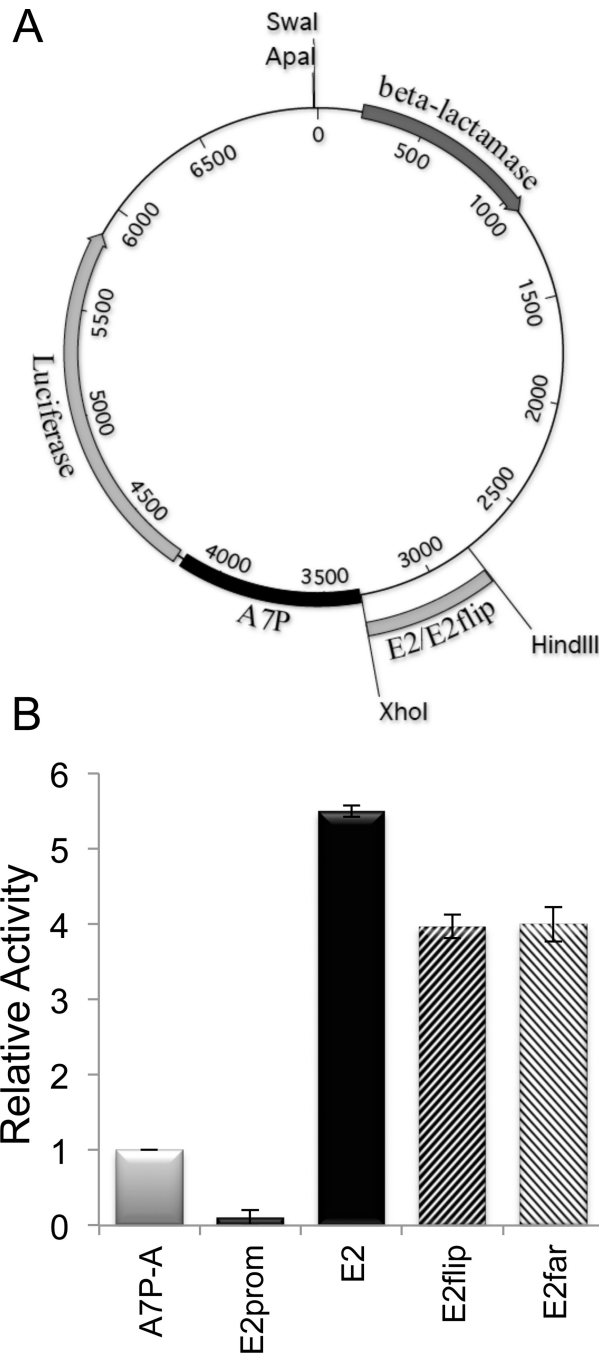 A
SwaI
ApaI
beta-lactamase
0
500
1000
1500
2000
2500
3000
3500
4000
4500
5000
5500
6000
6500
Luciferase
A7P
E2/E2flip
HindIII
XhoI
B
Relative Activity
6
5
4
3
2
1
0
A7P-A
E2prom
E2
E2flip
E2far